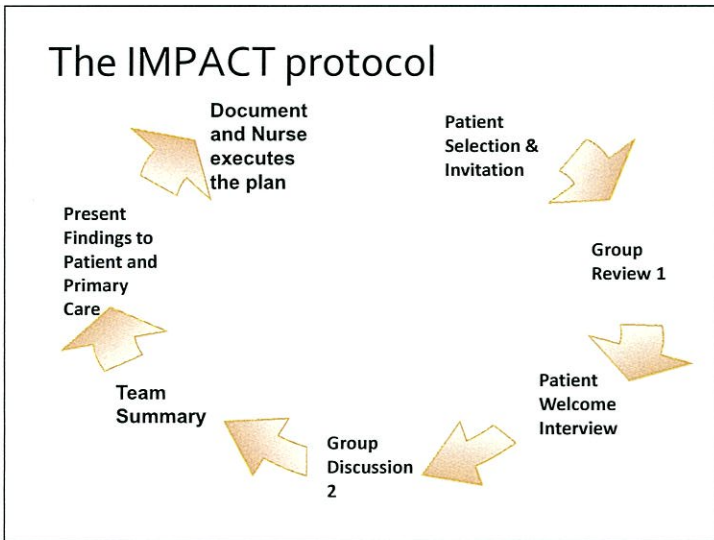 The IMPACT protocol
Patient
Selection &
Invitation
Group
Review 1
Patient
Welcome
Interview
Group
Discussion
2
Team
Summary
Present
Findings to
Patient and
Primary
Care
Document
and Nurse
executes
the plan